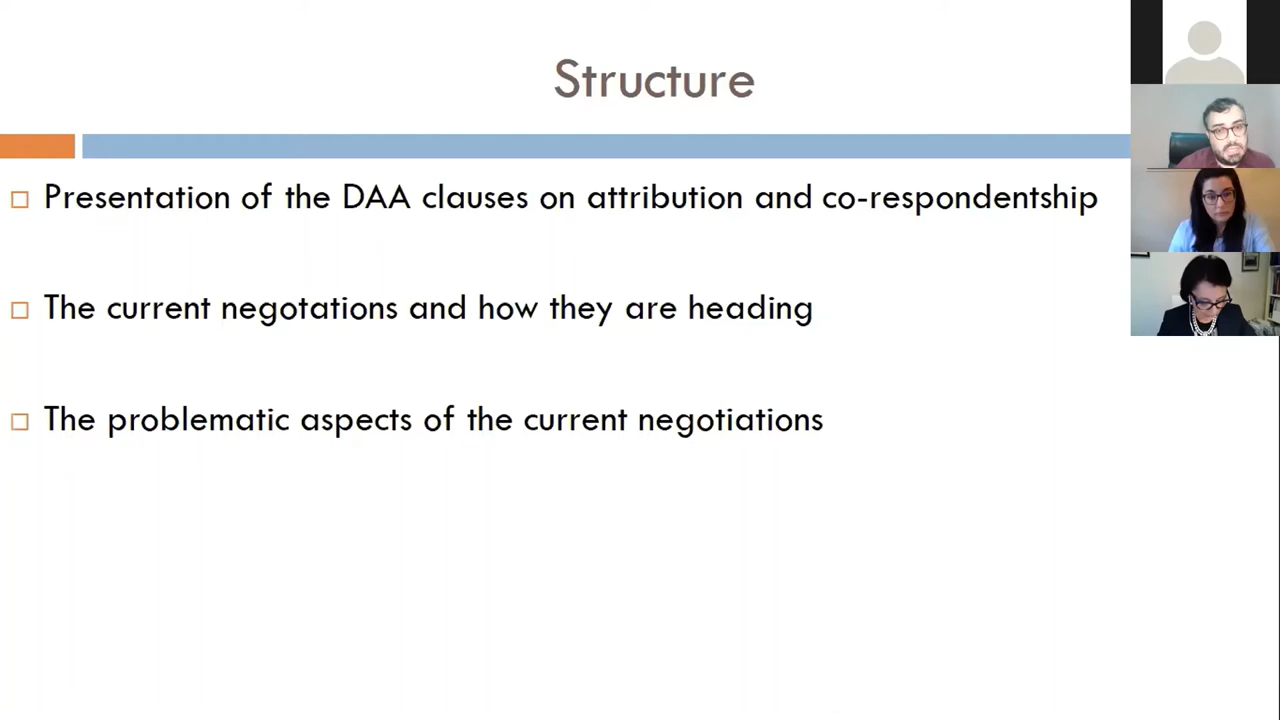 Structure
Presentation of the DAA clauses on attribution and co-respondentship
The current negotations and how they are heading
The problematic aspects of the current negotiations